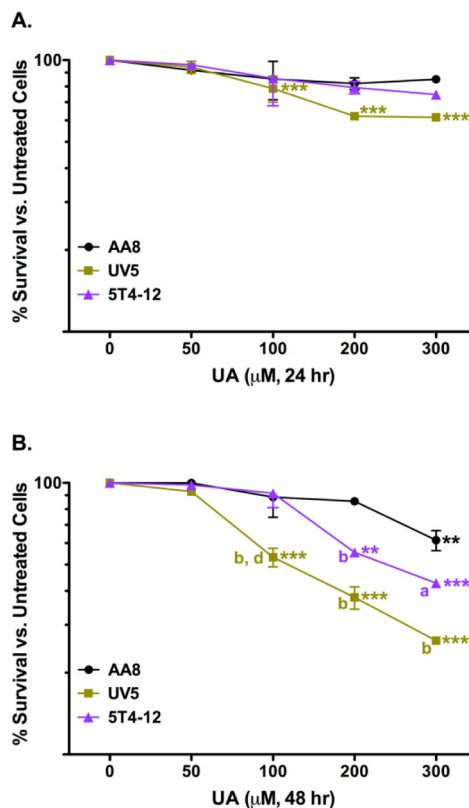 A.
% Survival vs. Untreated Cells
100
***
***
***
AA8
UV5
5T4-12
0 50 100 200 300
UA (μM, 24 hr)
B.
% Survival vs. Untreated Cells
100
**
b, d ***
b **
a ***
b ***
b ***
AA8
UV5
5T4-12
0 50 100 200 300
UA (μM, 48 hr)